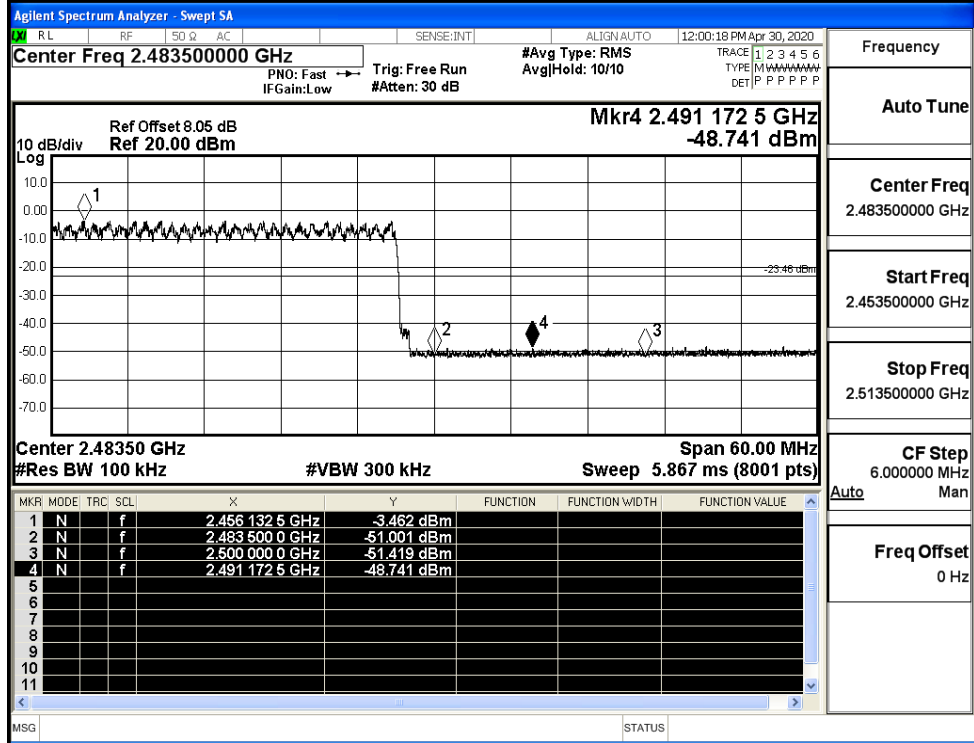 Agilent Spectrum Analyzer - Swept SA
LXI RL RF 50 Ω AC SENSE:INT ALIGN AUTO 12:00:18 PM Apr 30, 2020
Center Freq 2.483500000 GHz
PNO: Fast
IFGain:Low
Trig: Free Run
#Atten: 30 dB
#Avg Type: RMS
Avg|Hold: 10/10
TRACE 1 2 3 4 5 6
TYPE MWWWWW
DET P P P P P P
Ref Offset 8.05 dB
10 dB/div Ref 20.00 dBm
Log
Mkr4 2.491 172 5 GHz
-48.741 dBm
10.0
0.00
-10.0
-20.0
-30.0
-40.0
-50.0
-60.0
-70.0
1
2
4
3
-23.46 dBm
Center 2.48350 GHz Span 60.00 MHz
#Res BW 100 kHz #VBW 300 kHz Sweep 5.867 ms (8001 pts)
MKR MODE TRC SCL X Y FUNCTION FUNCTION WIDTH FUNCTION VALUE
1 N f 2.456 132 5 GHz -3.462 dBm
2 N f 2.483 500 0 GHz -51.001 dBm
3 N f 2.500 000 0 GHz -51.419 dBm
4 N f 2.491 172 5 GHz -48.741 dBm
5
6
7
8
9
10
11
MSG STATUS
Frequency
Auto Tune
Center Freq
2.483500000 GHz
Start Freq
2.453500000 GHz
Stop Freq
2.513500000 GHz
CF Step
6.000000 MHz
Auto Man
Freq Offset
0 Hz